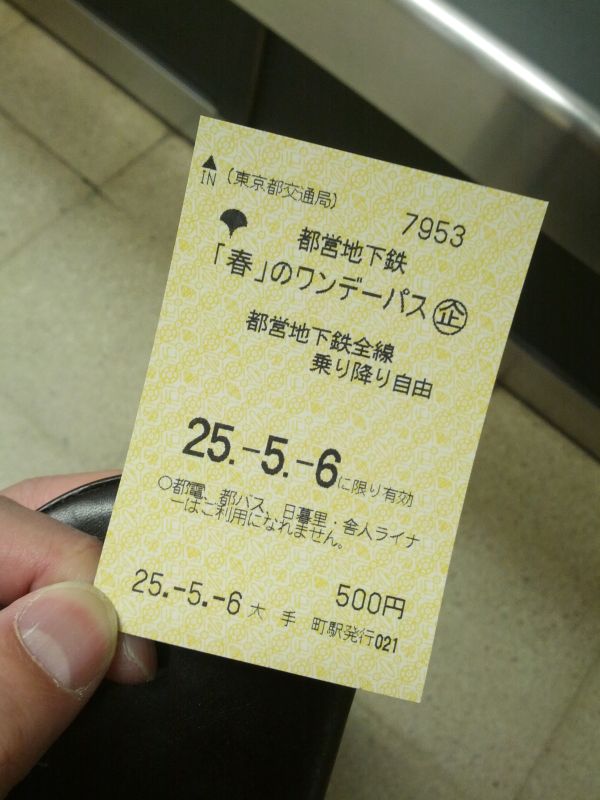 ▲
IN (東京都交通局)
7953
都営地下鉄
「春」のワンデーパス ㊭
都営地下鉄全線
乗り降り自由
25.-5.-6に限り有効
○都電、都バス、日暮里・舎人ライナ
ーはご利用になれません。
500円
25.-5.-6 大手町駅発行021